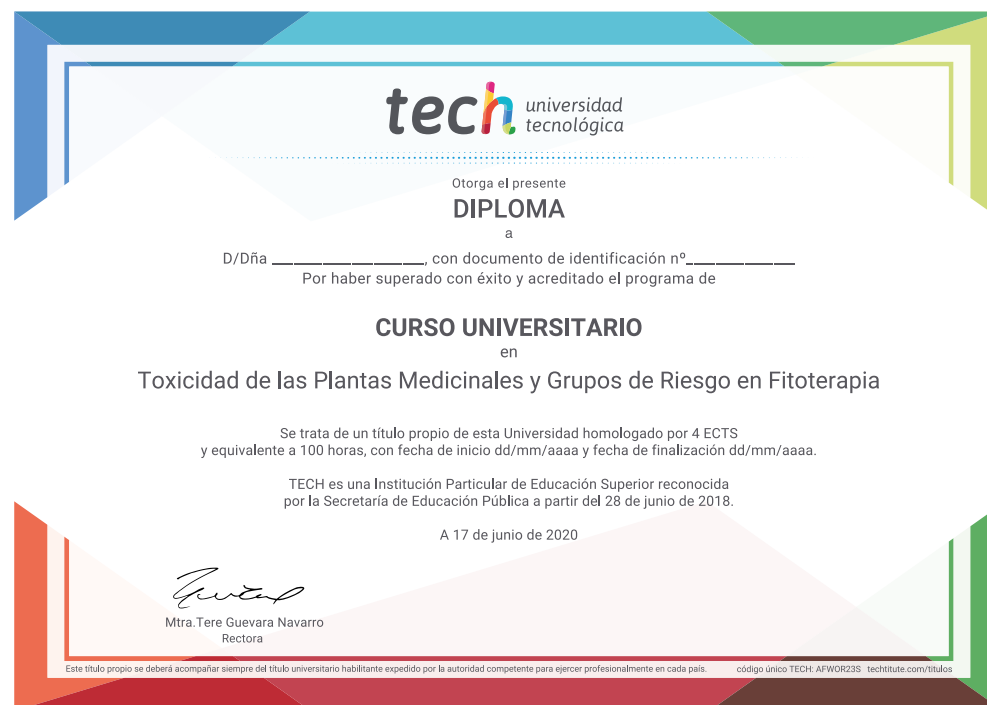 tech universidad
tecnológica
Otorga el presente
DIPLOMA
a
D/Dña __________________, con documento de identificación nº_____________
Por haber superado con éxito y acreditado el programa de
CURSO UNIVERSITARIO
en
Toxicidad de las Plantas Medicinales y Grupos de Riesgo en Fitoterapia
Se trata de un título propio de esta Universidad homologado por 4 ECTS
y equivalente a 100 horas, con fecha de inicio dd/mm/aaaa y fecha de finalización dd/mm/aaaa.
TECH es una Institución Particular de Educación Superior reconocida
por la Secretaría de Educación Pública a partir del 28 de junio de 2018.
A 17 de junio de 2020
Mtra.Tere Guevara Navarro
Rectora
Este título propio se deberá acompañar siempre del título universitario habilitante expedido por la autoridad competente para ejercer profesionalmente en cada país. código único TECH: AFWOR23S techtitute.com/titulos